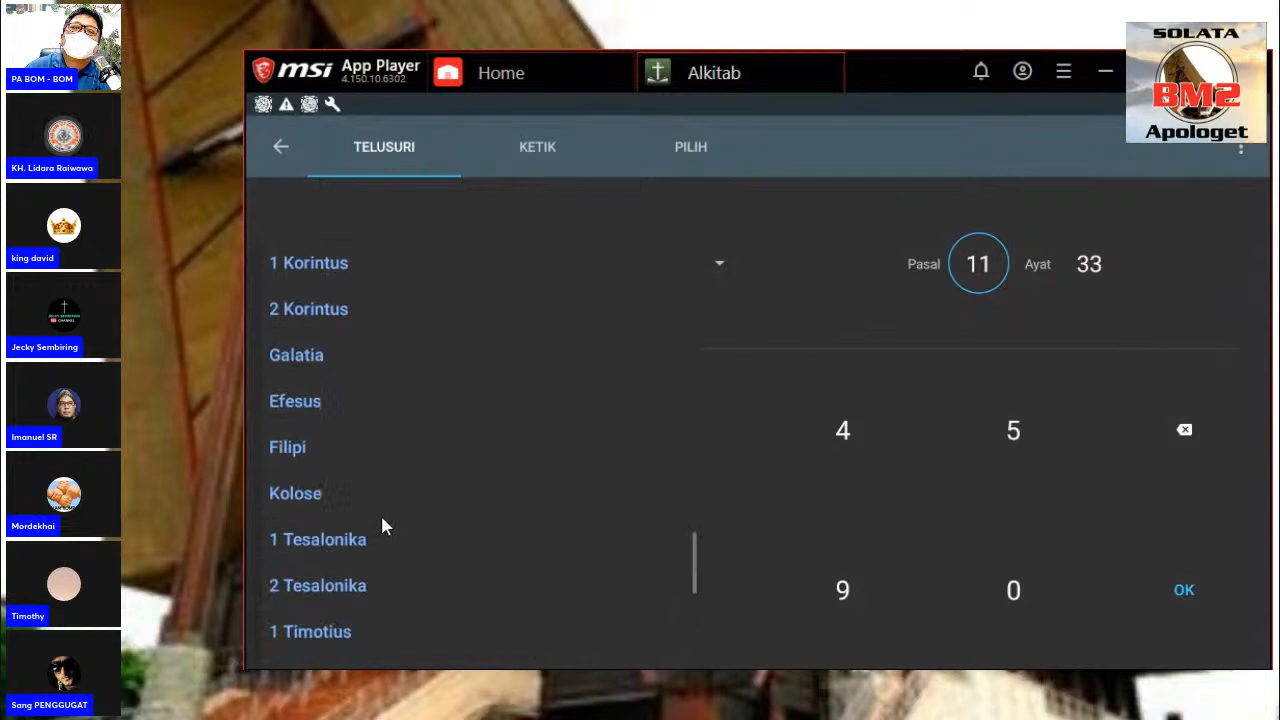 PA BOM - BOM
KH. Lidara Raiwawa
king david
Jecky Sembiring
Imanuel SR
Mordekhai
Timothy
Sang PENGGUGAT
msi App Player
4.150.10.6302
Home
Alkitab
SOLATA
BM2
Apologet
TELUSURI KETIK PILIH
1 Korintus
2 Korintus
Galatia
Efesus
Filipi
Kolose
1 Tesalonika
2 Tesalonika
1 Timotius
Pasal 11 Ayat 33
4 5
9 0 OK